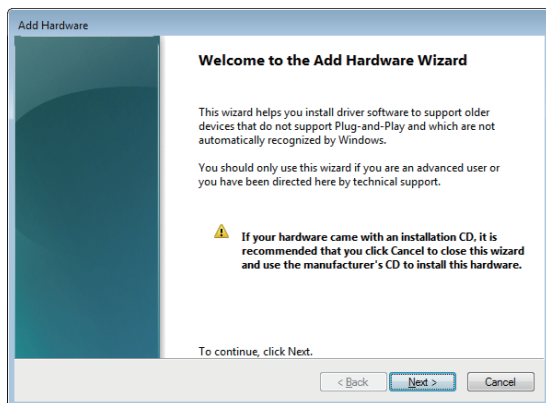 Add Hardware
Welcome to the Add Hardware Wizard
This wizard helps you install driver software to support older
devices that do not support Plug-and-Play and which are not
automatically recognized by Windows.
You should only use this wizard if you are an advanced user or
you have been directed here by technical support.
If your hardware came with an installation CD, it is
recommended that you click Cancel to close this wizard
and use the manufacturer's CD to install this hardware.
To continue, click Next.
< Back Next > Cancel